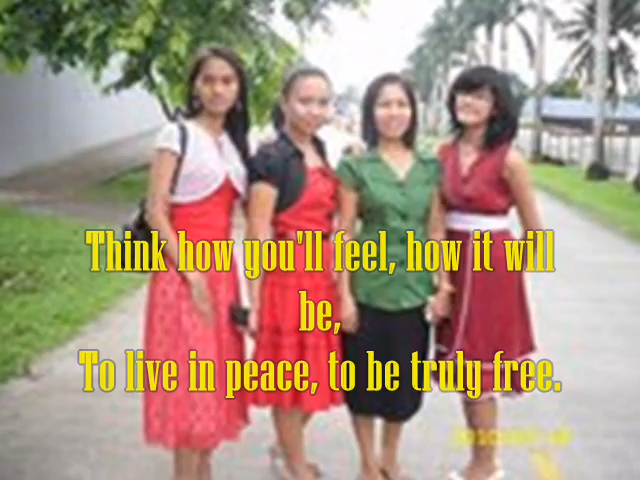 Think how you'll feel, how it will
be,
To live in peace, to be truly free.